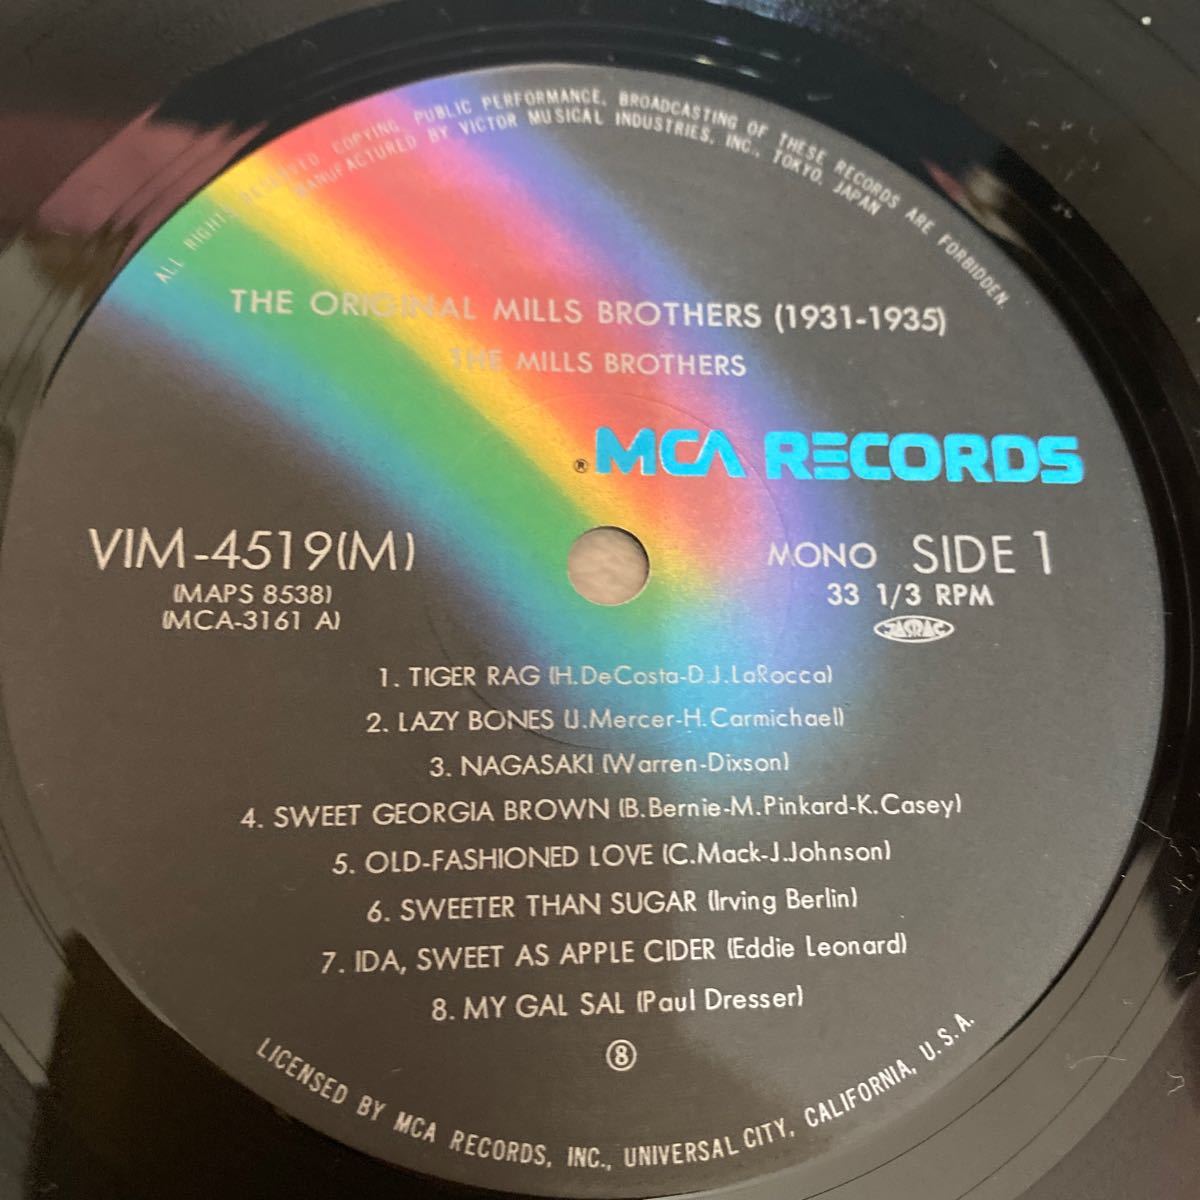 ALL RIGHTS RESERVED. COPYING, PUBLIC PERFORMANCE, BROADCASTING OF THESE RECORDS ARE FORBIDDEN.
MANUFACTURED BY VICTOR MUSICAL INDUSTRIES, INC., TOKYO, JAPAN
THE ORIGINAL MILLS BROTHERS (1931-1935)
THE MILLS BROTHERS
® MCA RECORDS
VIM-4519(M)
(MAPS 8538)
(MCA-3161 A)
MONO SIDE 1
33 1/3 RPM
JASRAC
1. TIGER RAG (H.DeCosta-D.J.LaRocca)
2. LAZY BONES (J.Mercer-H.Carmichael)
3. NAGASAKI (Warren-Dixson)
4. SWEET GEORGIA BROWN (B.Bernie-M.Pinkard-K.Casey)
5. OLD-FASHIONED LOVE (C.Mack-J.Johnson)
6. SWEETER THAN SUGAR (Irving Berlin)
7. IDA, SWEET AS APPLE CIDER (Eddie Leonard)
8. MY GAL SAL (Paul Dresser)
⑧
LICENSED BY MCA RECORDS, INC., UNIVERSAL CITY, CALIFORNIA, U.S.A.